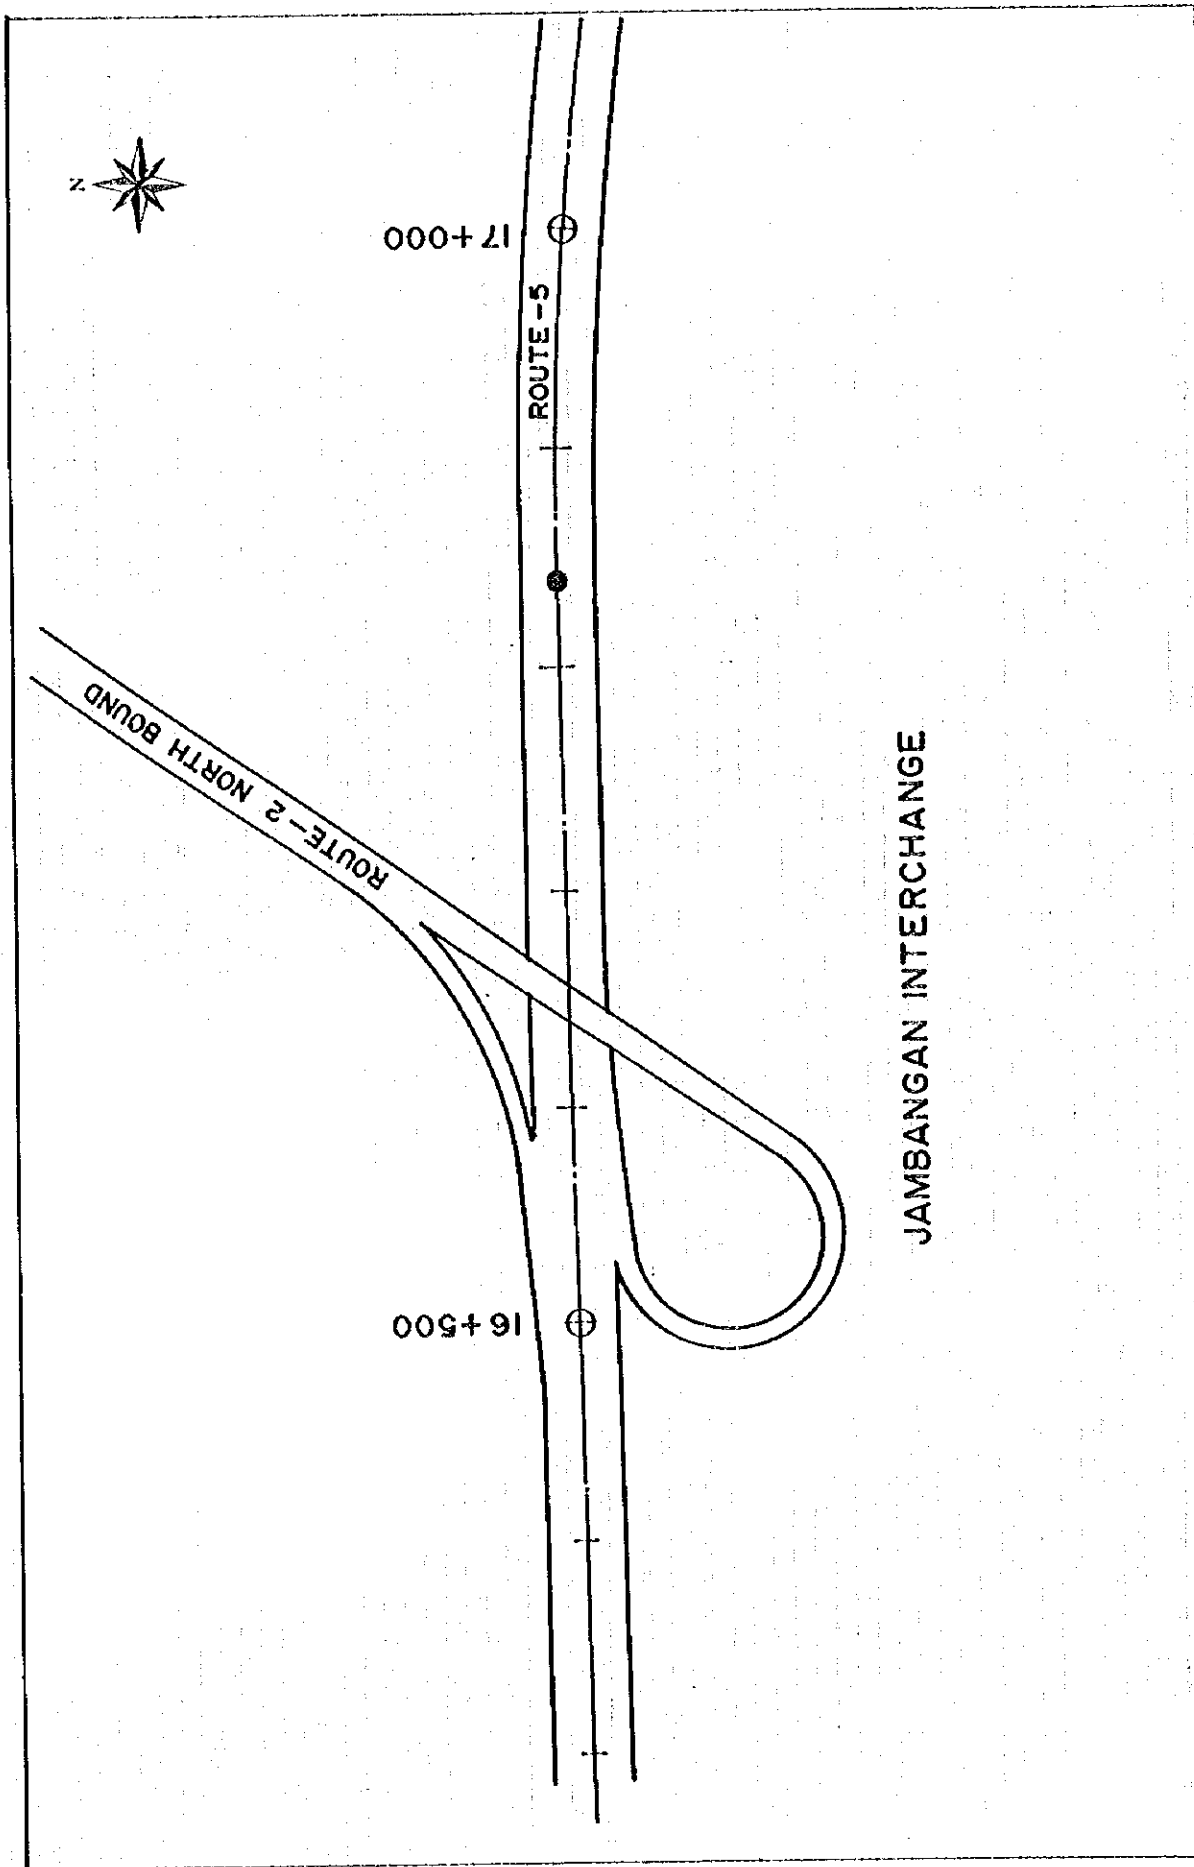 N
17+000
ROUTE-5
ROUTE-2 NORTH BOUND
16+500
JAMBANGAN INTERCHANGE